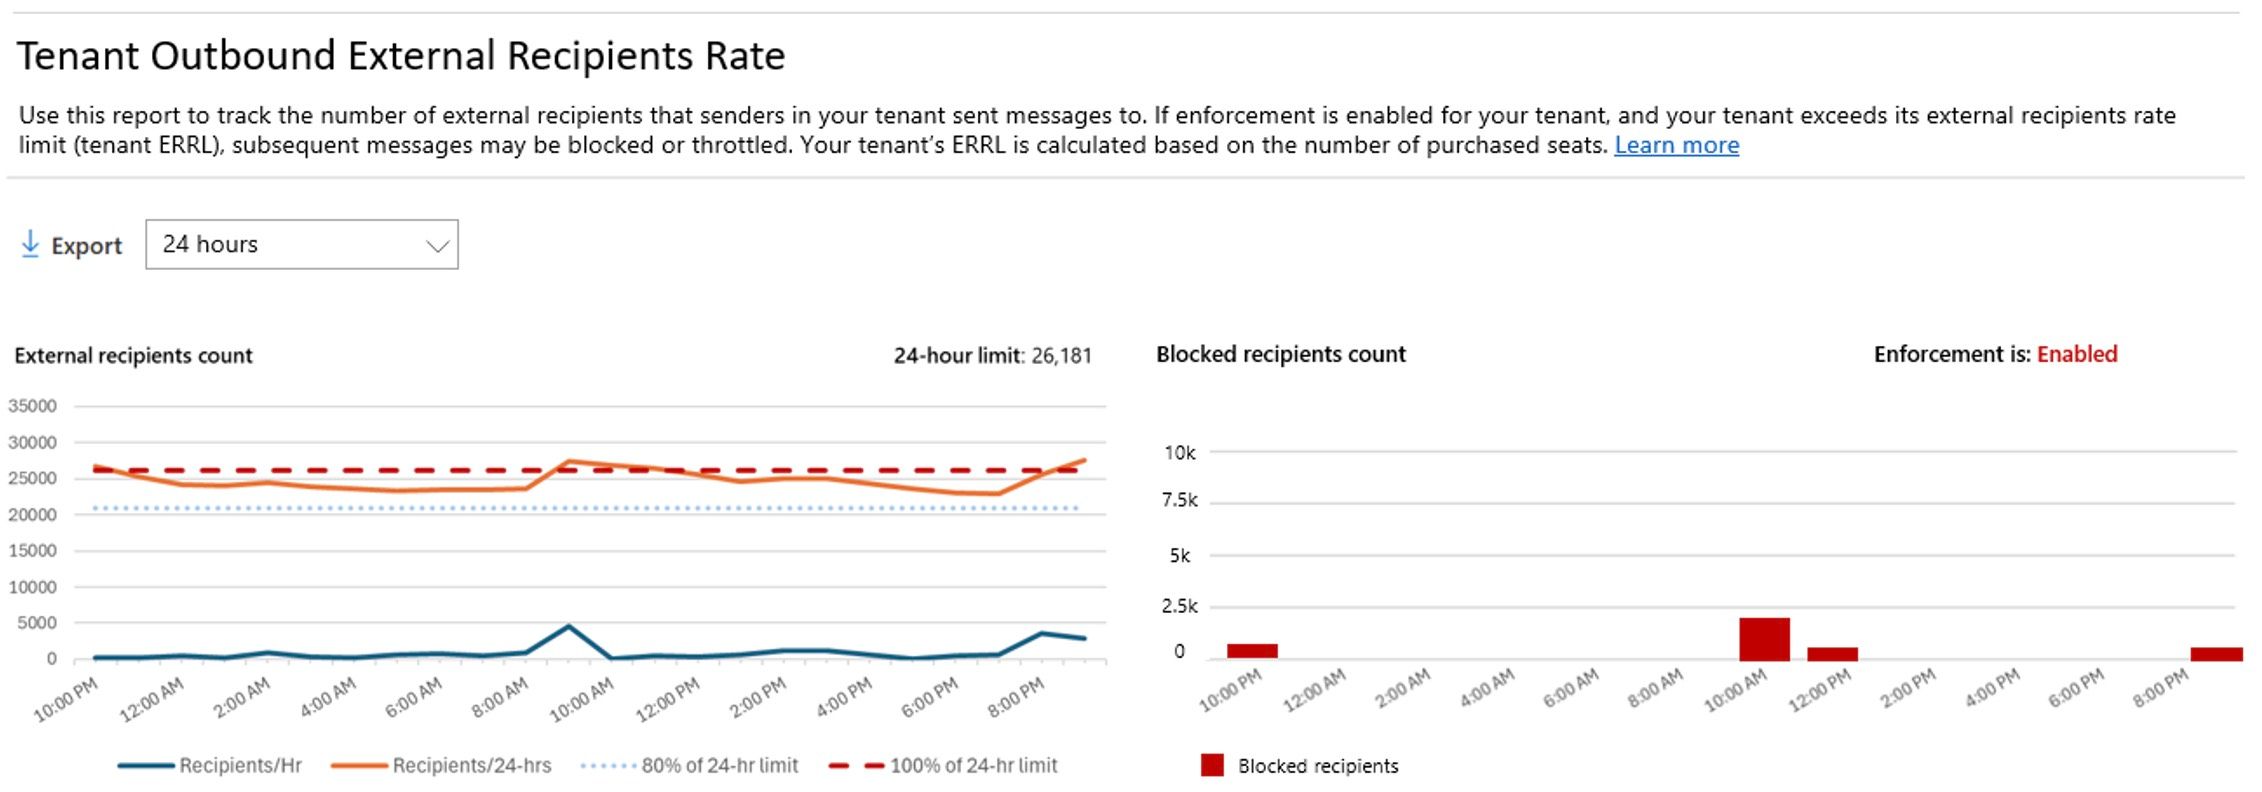 Tenant Outbound External Recipients Rate
Use this report to track the number of external recipients that senders in your tenant sent messages to. If enforcement is enabled for your tenant, and your tenant exceeds its external recipients rate
limit (tenant ERRL), subsequent messages may be blocked or throttled. Your tenant’s ERRL is calculated based on the number of purchased seats. Learn more
Export
24 hours
External recipients count
24-hour limit: 26,181
35000
30000
25000
20000
15000
10000
5000
0
10:00 PM
12:00 AM
2:00 AM
4:00 AM
6:00 AM
8:00 AM
10:00 AM
12:00 PM
2:00 PM
4:00 PM
6:00 PM
8:00 PM
Recipients/Hr
Recipients/24-hrs
80% of 24-hr limit
100% of 24-hr limit
Blocked recipients count
Enforcement is: Enabled
10k
7.5k
5k
2.5k
0
10:00 PM
12:00 AM
2:00 AM
4:00 AM
6:00 AM
8:00 AM
10:00 AM
12:00 PM
2:00 PM
4:00 PM
6:00 PM
8:00 PM
Blocked recipients